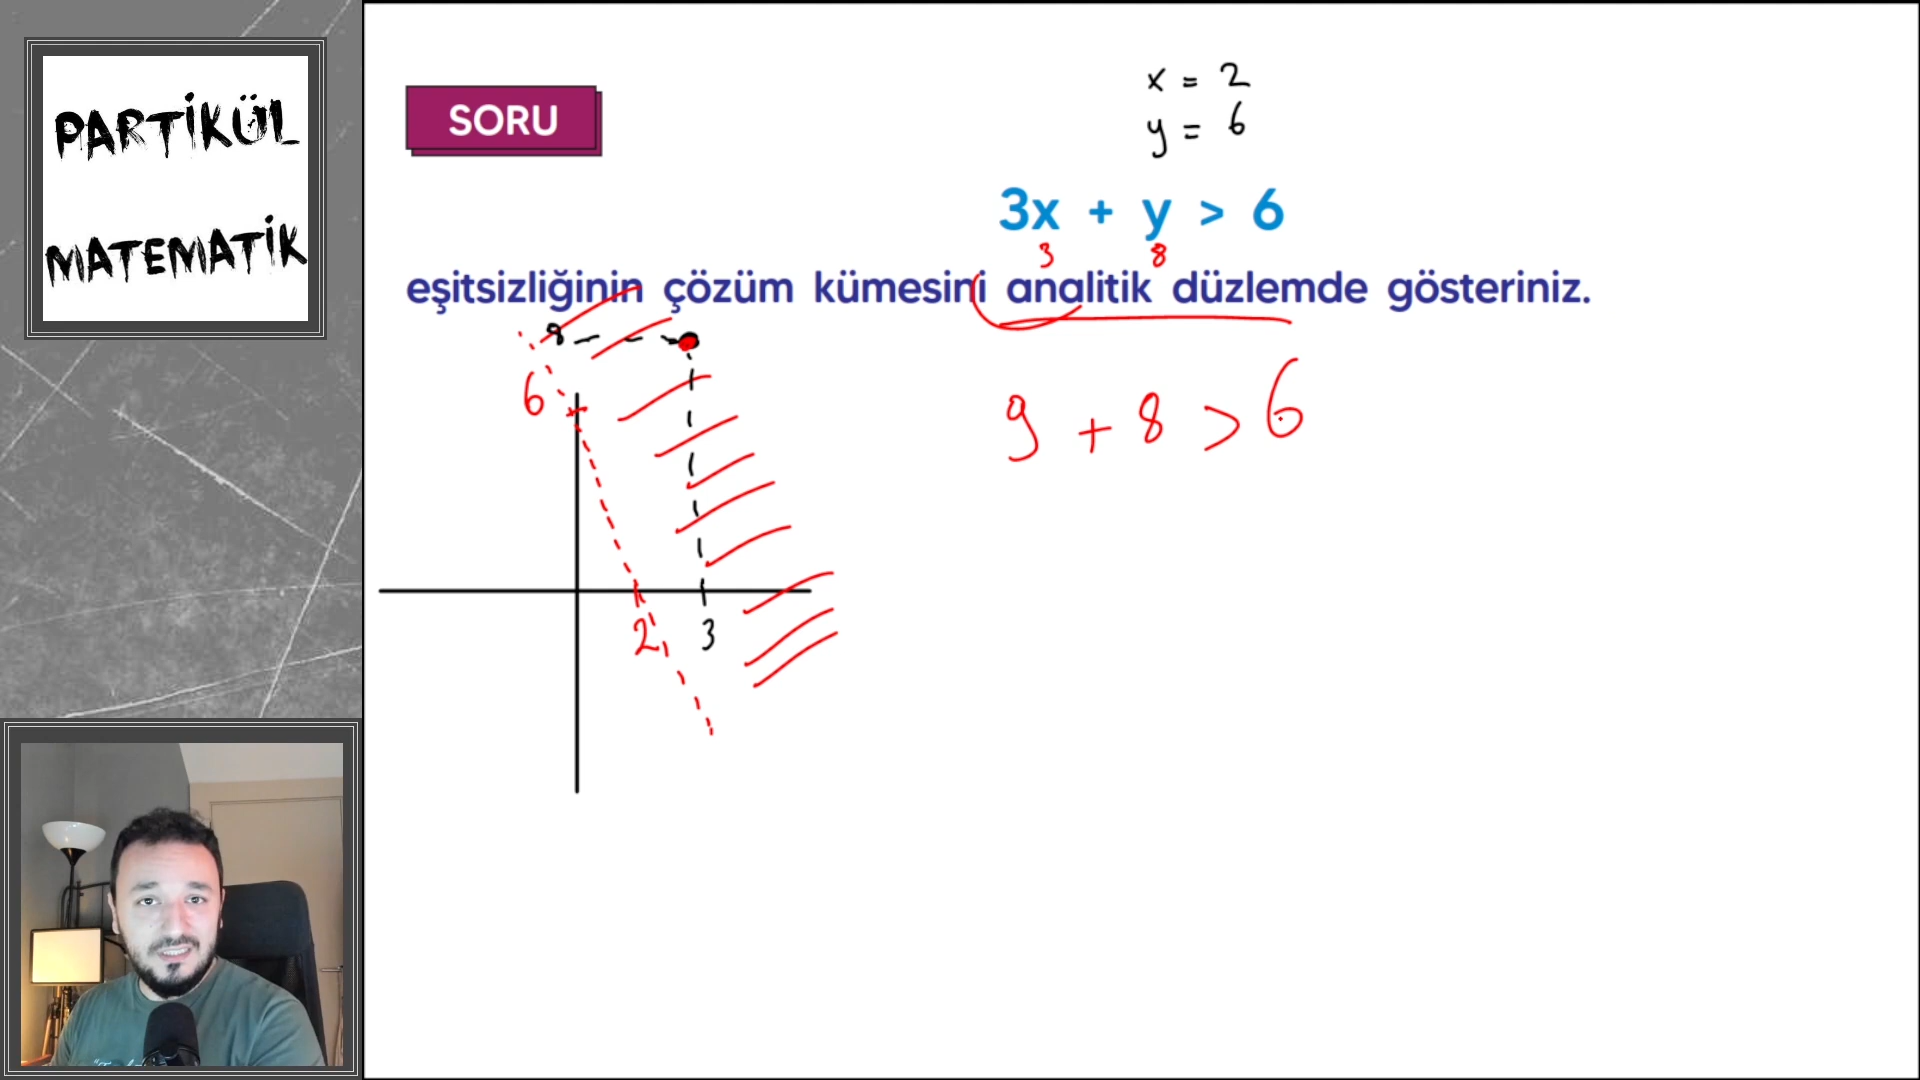 PARTİKÜL
MATEMATİK
SORU
x = 2
y = 6
3x + y > 6
3 8
eşitsizliğinin çözüm kümesini analitik düzlemde gösteriniz.
8
6
9 + 8 > 6
2 3